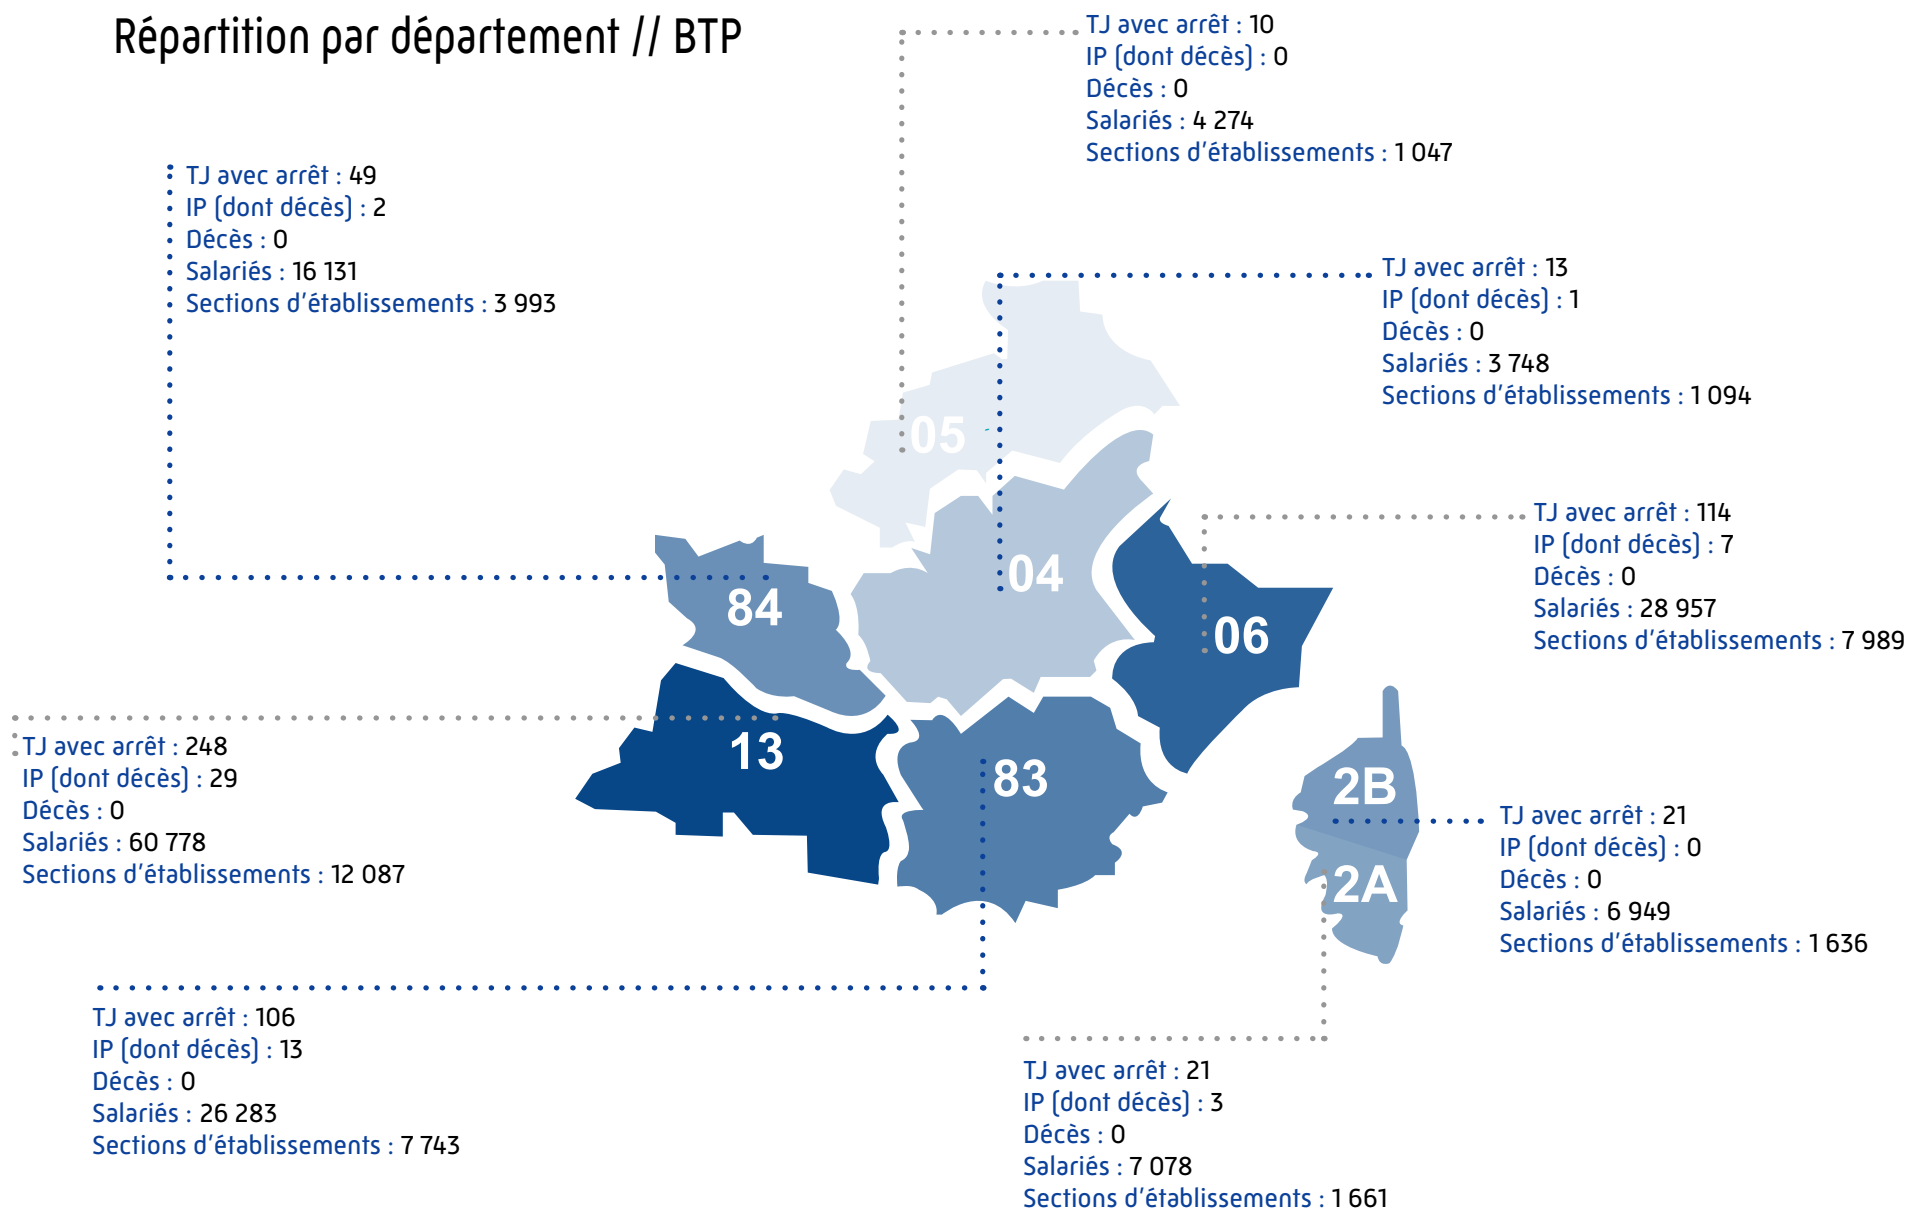 Répartition par département // BTP
TJ avec arrêt : 10
IP (dont décès) : 0
Décès : 0
Salariés : 4 274
Sections d'établissements : 1 047
TJ avec arrêt : 49
IP (dont décès) : 2
Décès : 0
Salariés : 16 131
Sections d'établissements : 3 993
TJ avec arrêt : 13
IP (dont décès) : 1
Décès : 0
Salariés : 3 748
Sections d'établissements : 1 094
05
TJ avec arrêt : 114
IP (dont décès) : 7
Décès : 0
Salariés : 28 957
Sections d'établissements : 7 989
04
84
06
TJ avec arrêt : 248
IP (dont décès) : 29
Décès : 0
Salariés : 60 778
Sections d'établissements : 12 087
13
83
2B
2A
TJ avec arrêt : 21
IP (dont décès) : 0
Décès : 0
Salariés : 6 949
Sections d'établissements : 1 636
TJ avec arrêt : 106
IP (dont décès) : 13
Décès : 0
Salariés : 26 283
Sections d'établissements : 7 743
TJ avec arrêt : 21
IP (dont décès) : 3
Décès : 0
Salariés : 7 078
Sections d'établissements : 1 661